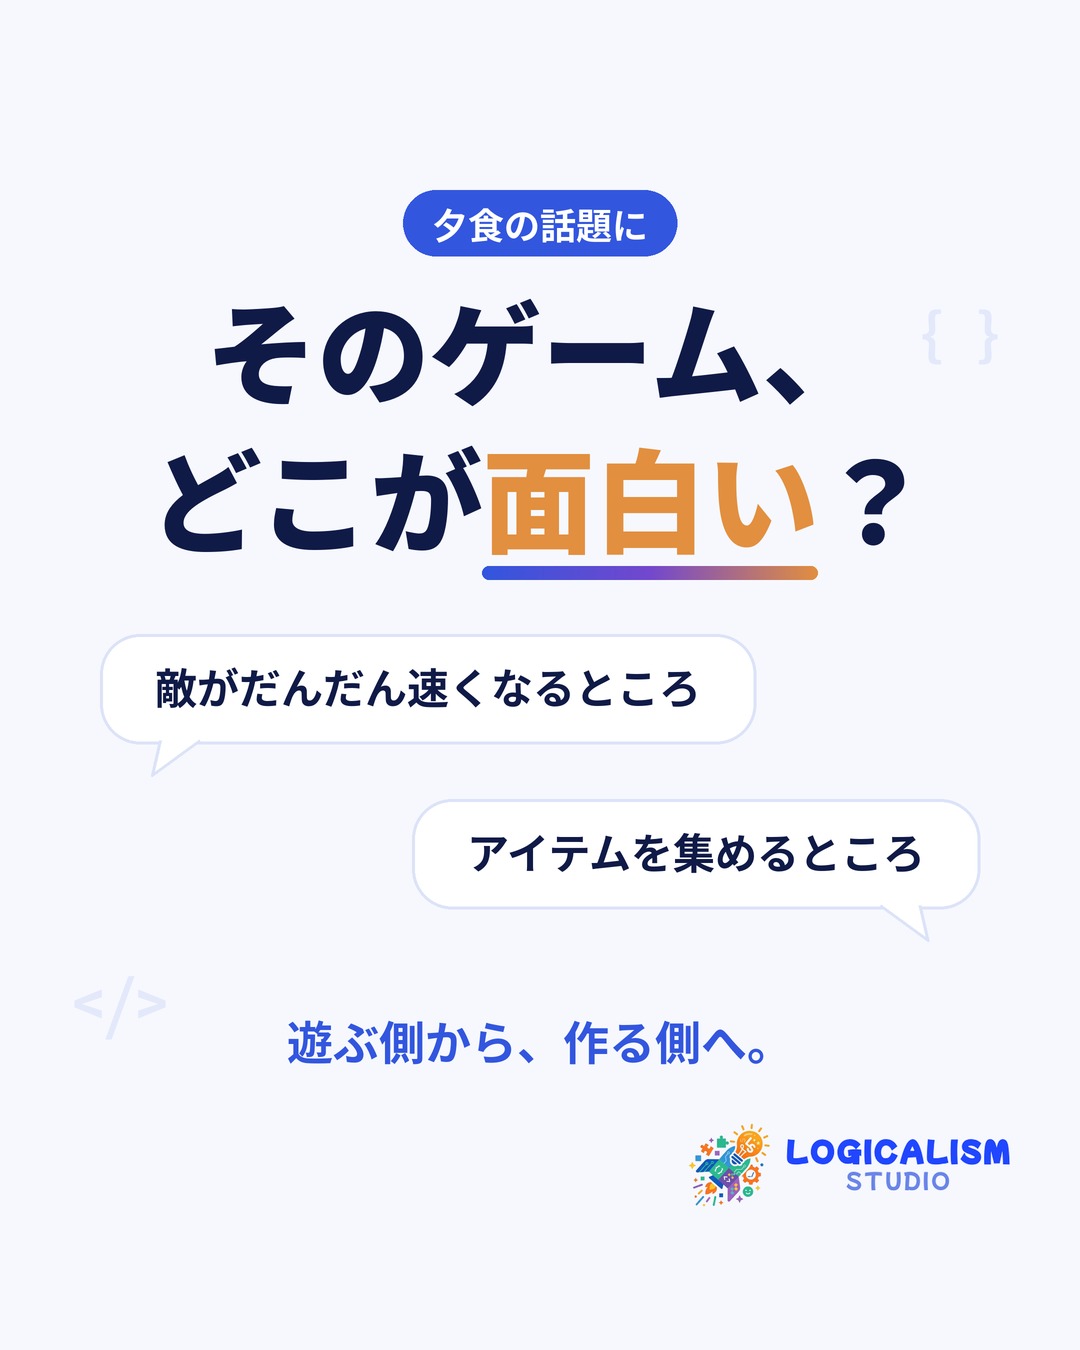 夕食の話題に
そのゲーム、
どこが面白い？
{ }
敵がだんだん速くなるところ
アイテムを集めるところ
</>
遊ぶ側から、作る側へ。
LOGICALISM
STUDIO